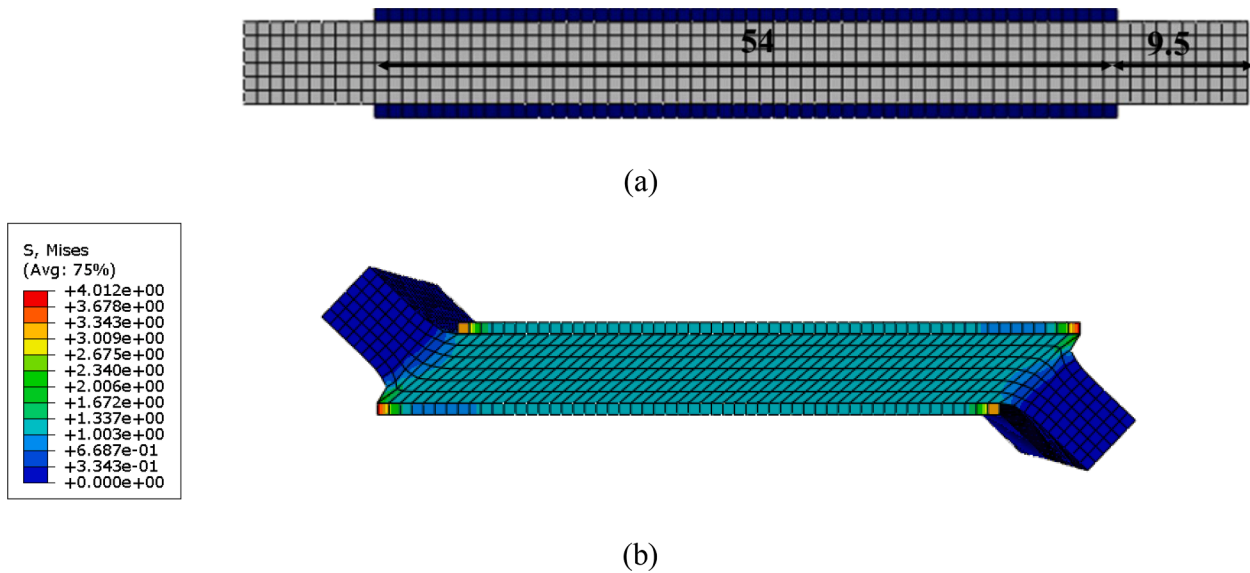 54
9.5
(a)
S, Mises
(Avg: 75%)
+4.012e+00
+3.678e+00
+3.343e+00
+3.009e+00
+2.675e+00
+2.340e+00
+2.006e+00
+1.672e+00
+1.337e+00
+1.003e+00
+6.687e-01
+3.343e-01
+0.000e+00
(b)